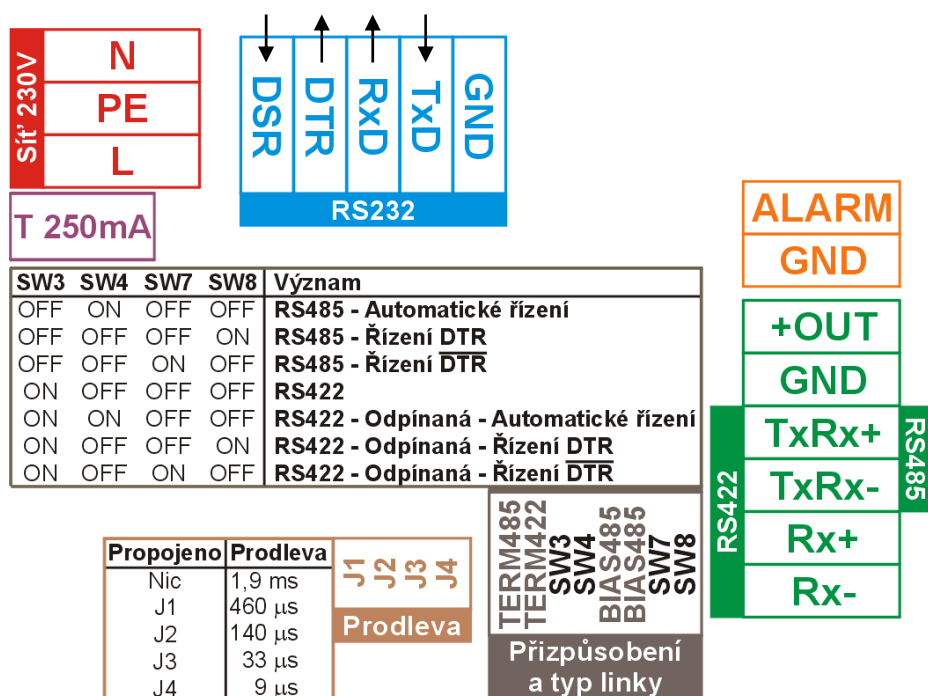 Síť' 230V
N
PE
L
T 250mA
DSR
DTR
RxD
TxD
GND
RS232
ALARM
GND
SW3 SW4 SW7 SW8 Význam
OFF ON OFF OFF RS485 - Automatické řízení
OFF OFF OFF ON RS485 - Řízení DTR
OFF OFF ON OFF RS485 - Řízení D̅T̅R̅
ON OFF OFF OFF RS422
ON ON OFF OFF RS422 - Odpínaná - Automatické řízení
ON OFF OFF ON RS422 - Odpínaná - Řízení DTR
ON OFF ON OFF RS422 - Odpínaná - Řízení D̅T̅R̅
+OUT
GND
TxRx+
TxRx-
Rx+
Rx-
RS422
RS485
Propojeno Prodleva
Nic 1,9 ms
J1 460 µs
J2 140 µs
J3 33 µs
J4 9 µs
J1
J2
J3
J4
Prodleva
TERM485
TERM422
SW3
SW4
BIAS485
BIAS485
SW7
SW8
Přizpůsobení
a typ linky